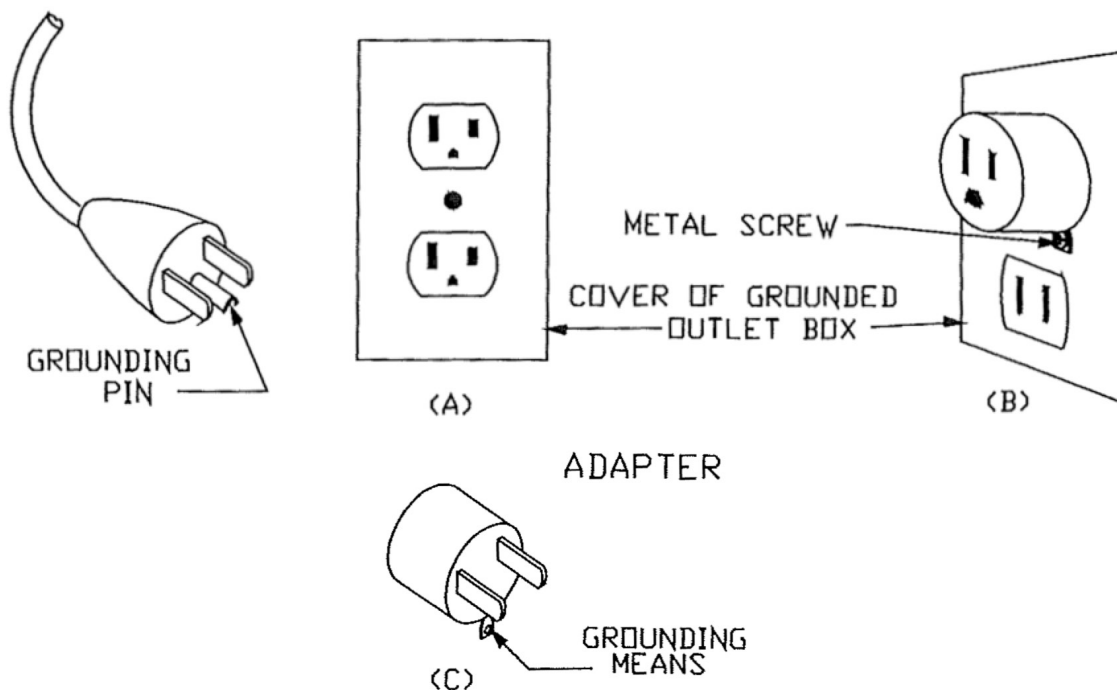 METAL SCREW
COVER OF GROUNDED
OUTLET BOX
GROUNDING
PIN
(A)
(B)
ADAPTER
GROUNDING
MEANS
(C)